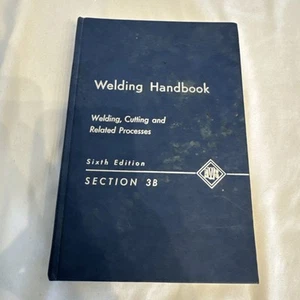 Welding Handbook
Welding, Cutting and
Related Processes
Sixth Edition
SECTION 3B
AWS